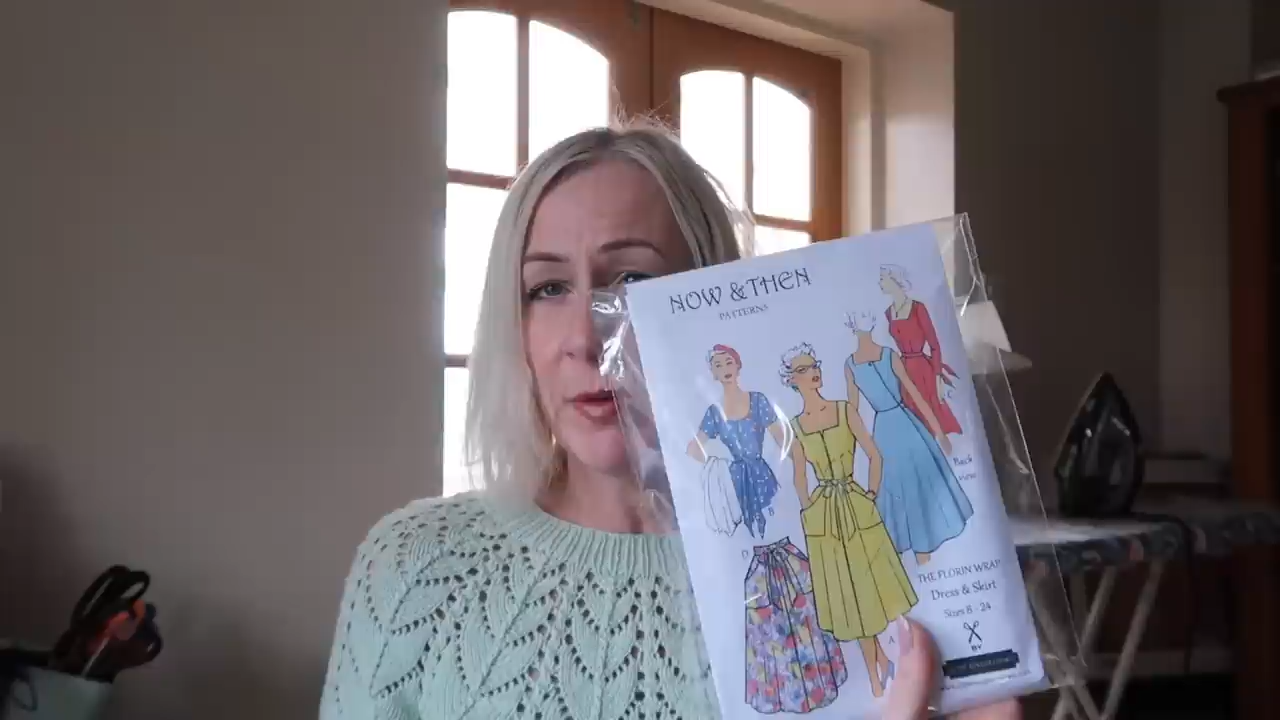 NOW & THEN
PATTERNS
C
Back
view
B
D
THE FLORIN WRAP
Dress & Skirt
Sizes 8 - 24
BY
A